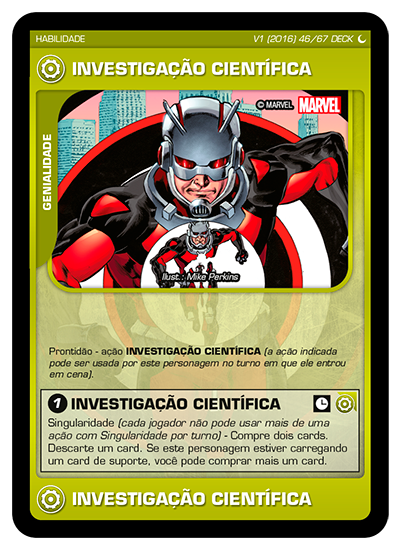 HABILIDADE
V1 (2016) 46/67 DECK
INVESTIGAÇÃO CIENTÍFICA
GENIALIDADE
© MARVEL MARVEL
Ilust.: Mike Perkins
Prontidão - ação INVESTIGAÇÃO CIENTÍFICA (a ação indicada
pode ser usada por este personagem no turno em que ele entrou
em cena).
1 INVESTIGAÇÃO CIENTÍFICA
Singularidade (cada jogador não pode usar mais de uma
ação com Singularidade por turno) - Compre dois cards.
Descarte um card. Se este personagem estiver carregando
um card de suporte, você pode comprar mais um card.
INVESTIGAÇÃO CIENTÍFICA